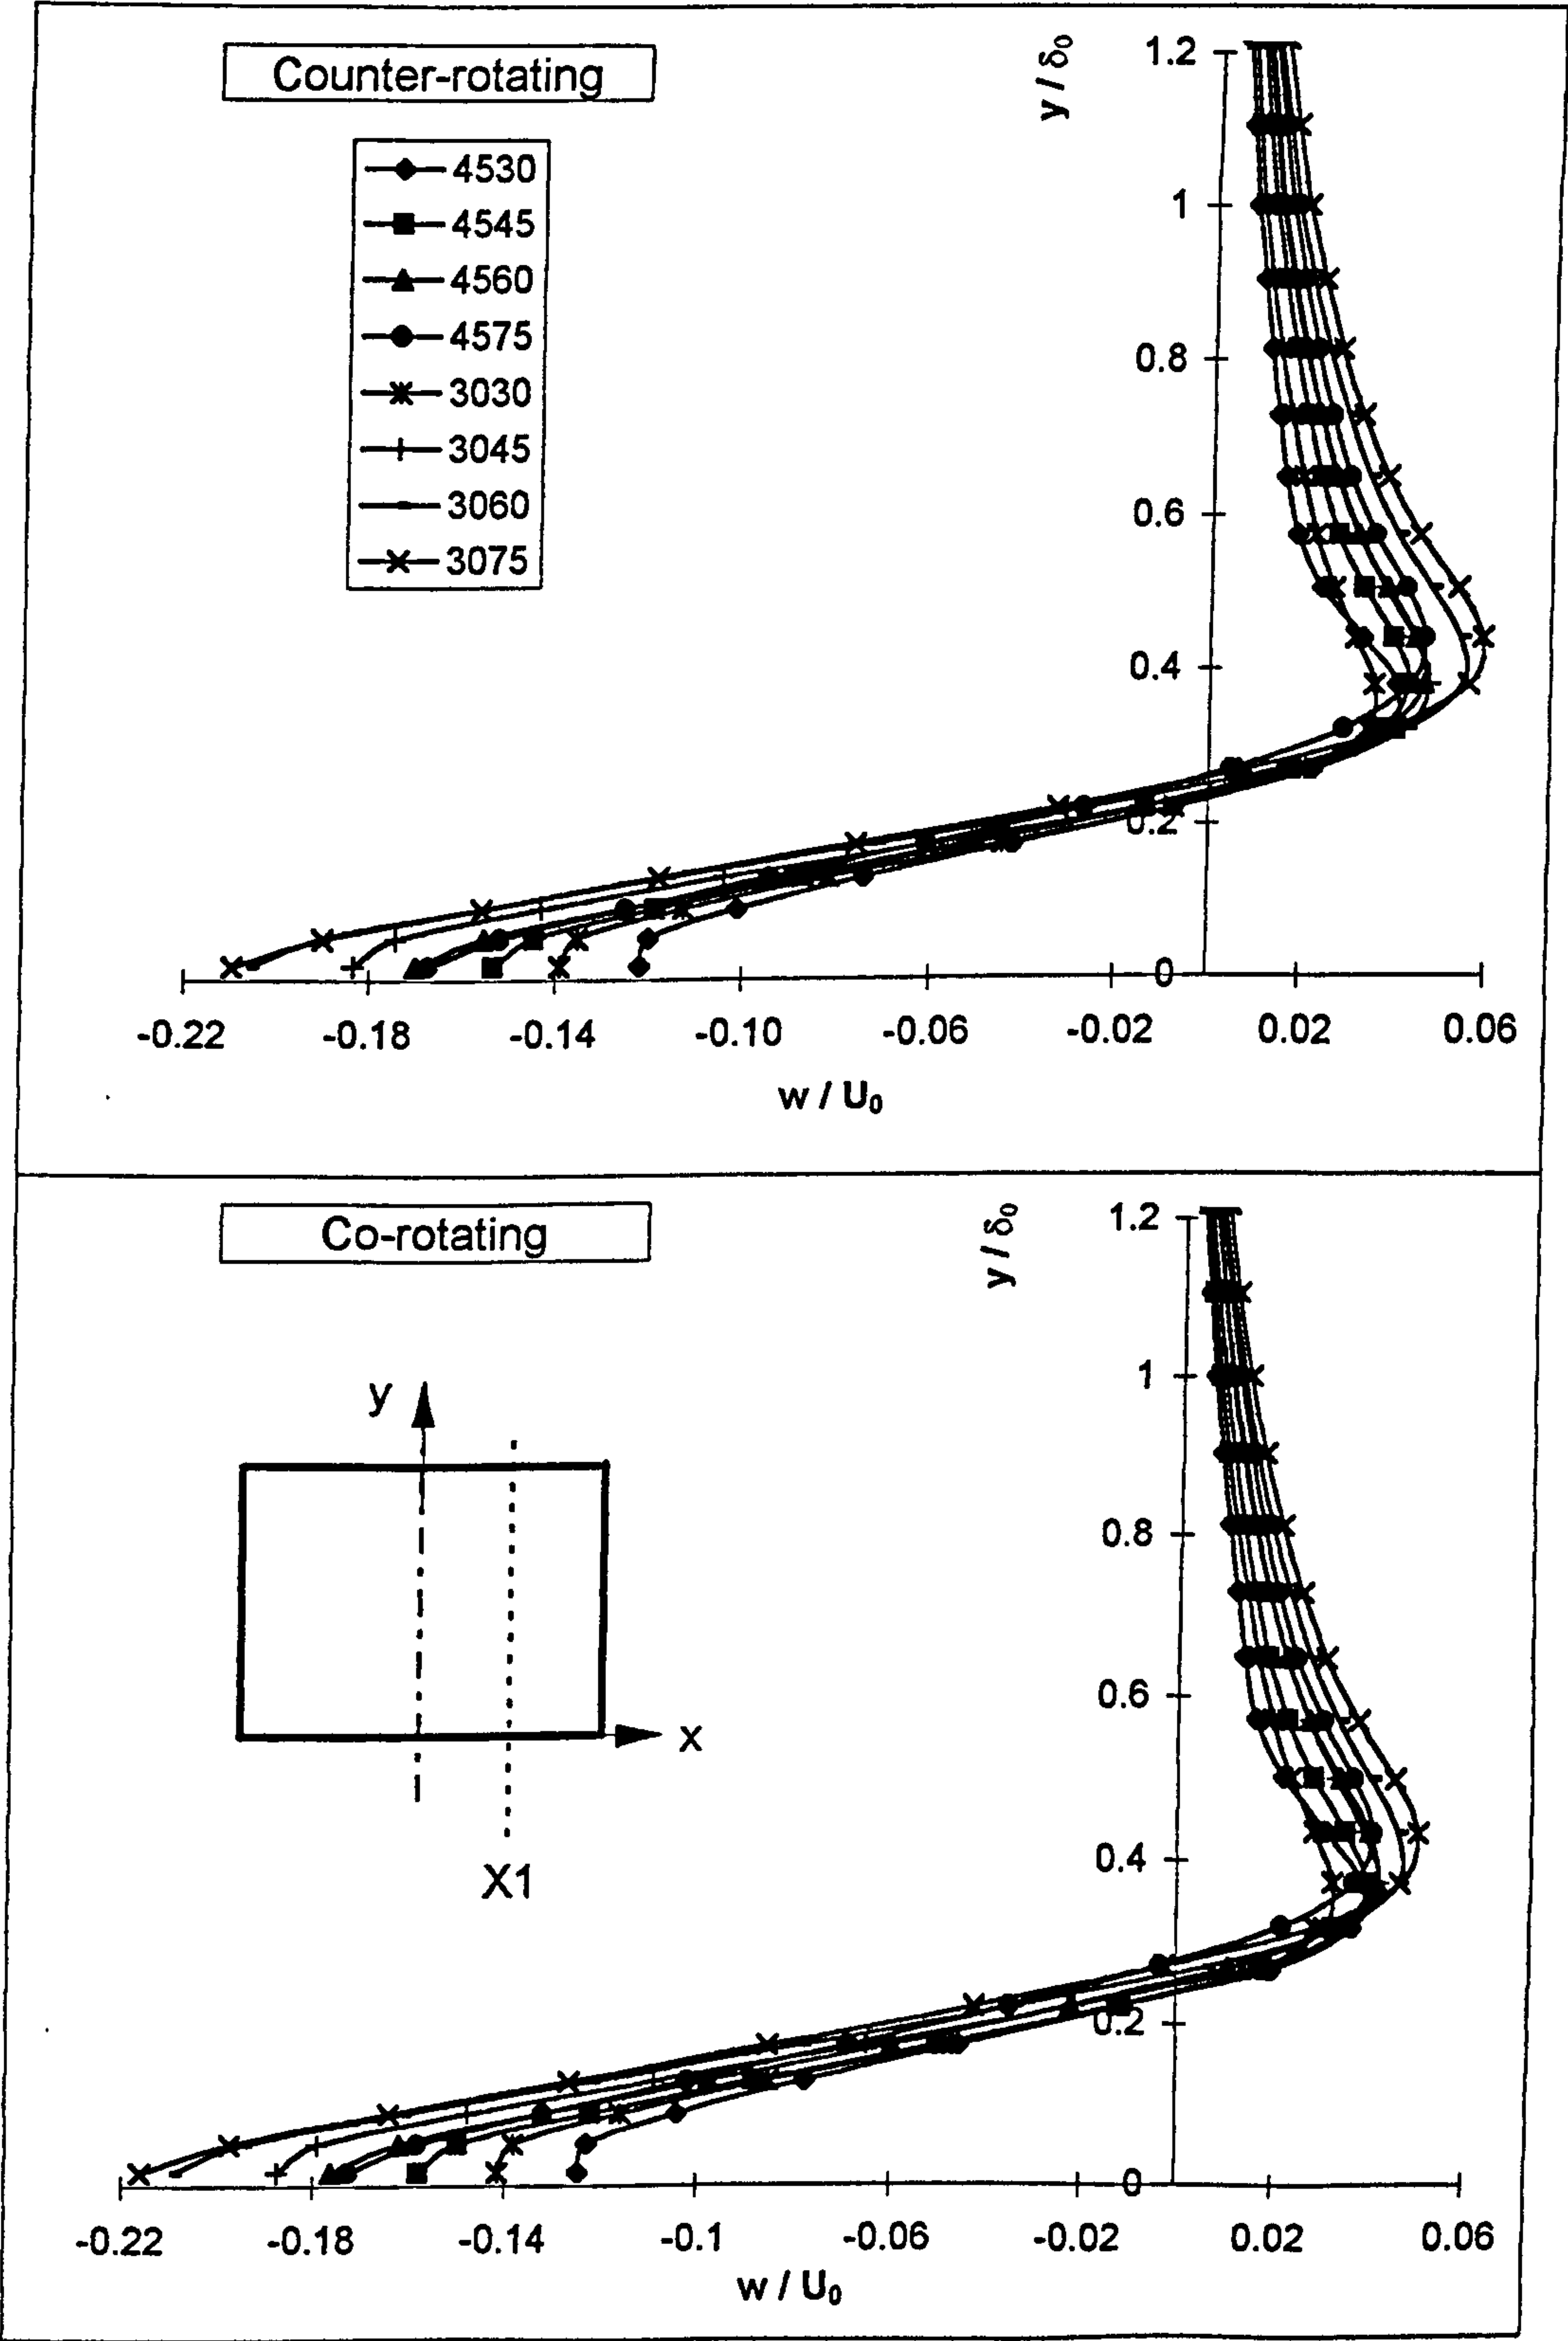 Counter-rotating
4530
4545
4560
4575
3030
3045
3060
3075
y / δ₀
1.2
1
0.8
0.6
0.4
0.2
0
-0.22 -0.18 -0.14 -0.10 -0.06 -0.02 0.02 0.06
w / U₀
Co-rotating
y / δ₀
1.2
1
0.8
0.6
0.4
0.2
0
y
x
X1
-0.22 -0.18 -0.14 -0.1 -0.06 -0.02 0.02 0.06
w / U₀